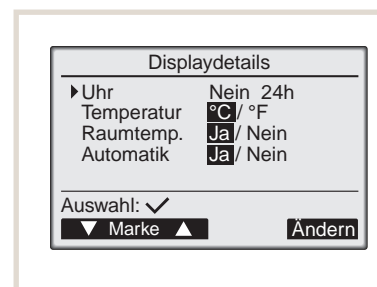 Displaydetails
Uhr Nein 24h
Temperatur °C / °F
Raumtemp. Ja / Nein
Automatik Ja / Nein
Auswahl: ✓
▼ Marke ▲ Ändern